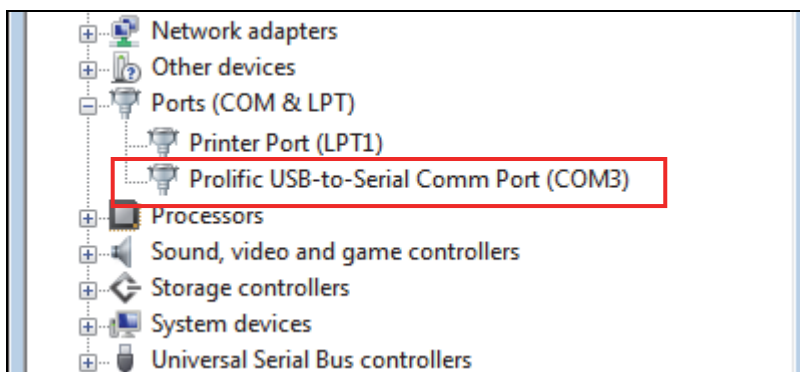 Network adapters
Other devices
Ports (COM & LPT)
Printer Port (LPT1)
Prolific USB-to-Serial Comm Port (COM3)
Processors
Sound, video and game controllers
Storage controllers
System devices
Universal Serial Bus controllers